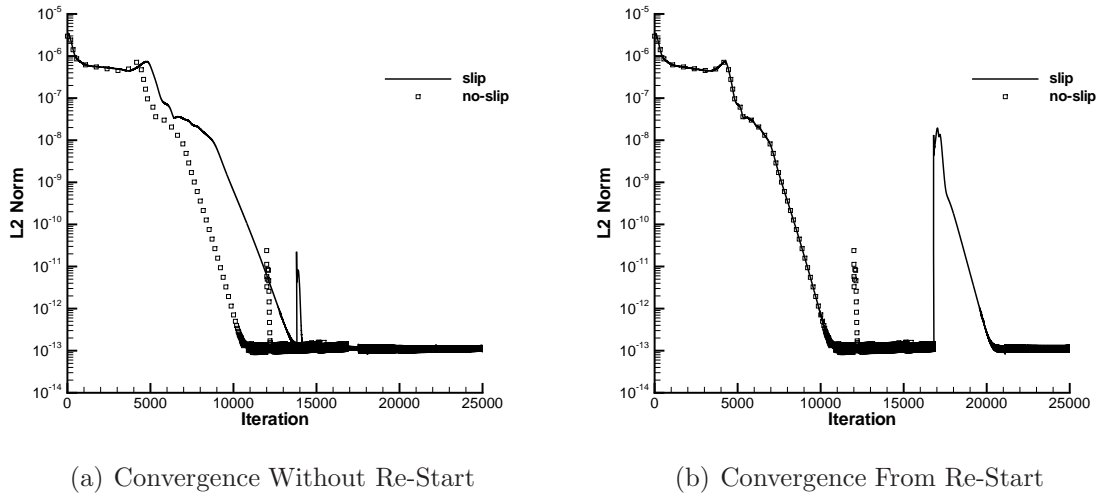 L2 Norm
10^-5
10^-6
10^-7
10^-8
10^-9
10^-10
10^-11
10^-12
10^-13
10^-14
0 5000 10000 15000 20000 25000
Iteration
slip
no-slip
(a) Convergence Without Re-Start
L2 Norm
10^-5
10^-6
10^-7
10^-8
10^-9
10^-10
10^-11
10^-12
10^-13
10^-14
0 5000 10000 15000 20000 25000
Iteration
slip
no-slip
(b) Convergence From Re-Start